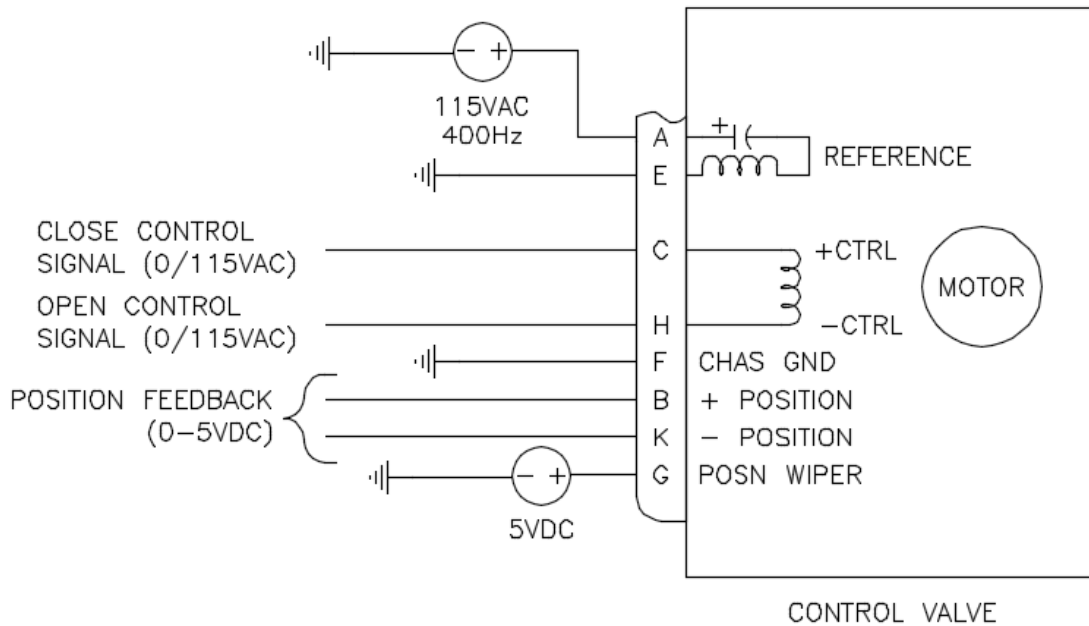 − +
115VAC
400Hz
A
+
E
REFERENCE
CLOSE CONTROL
SIGNAL (0/115VAC)
C
+CTRL
MOTOR
OPEN CONTROL
SIGNAL (0/115VAC)
H
−CTRL
F CHAS GND
POSITION FEEDBACK
(0−5VDC)
B + POSITION
K − POSITION
− +
G POSN WIPER
5VDC
CONTROL VALVE